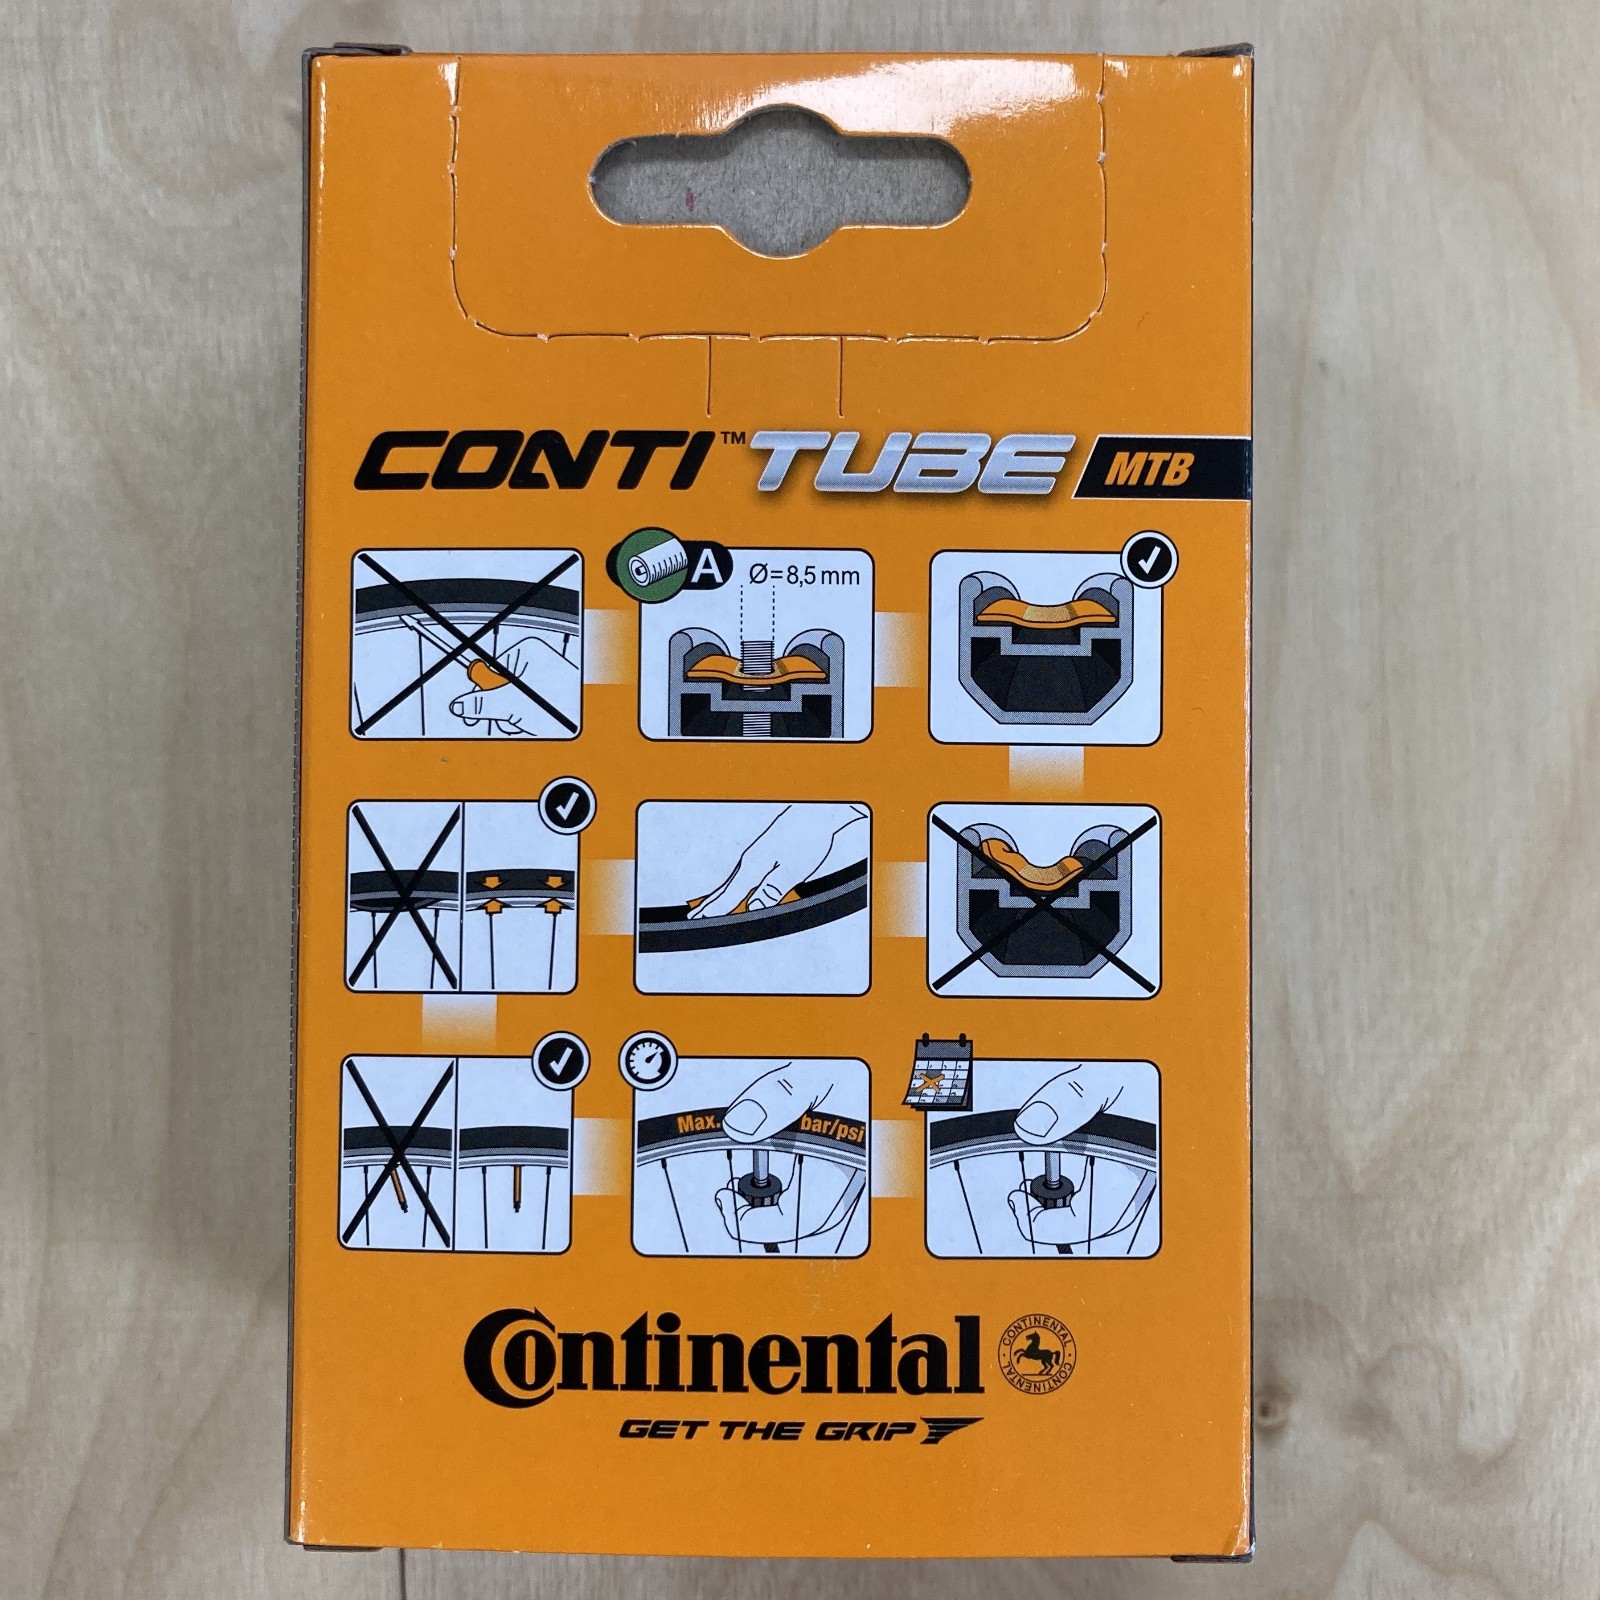 CONTI™ TUBE MTB
A Ø=8,5 mm
Max. bar/psi
Continental
CONTINENTAL · CONTINENTAL ·
GET THE GRIP